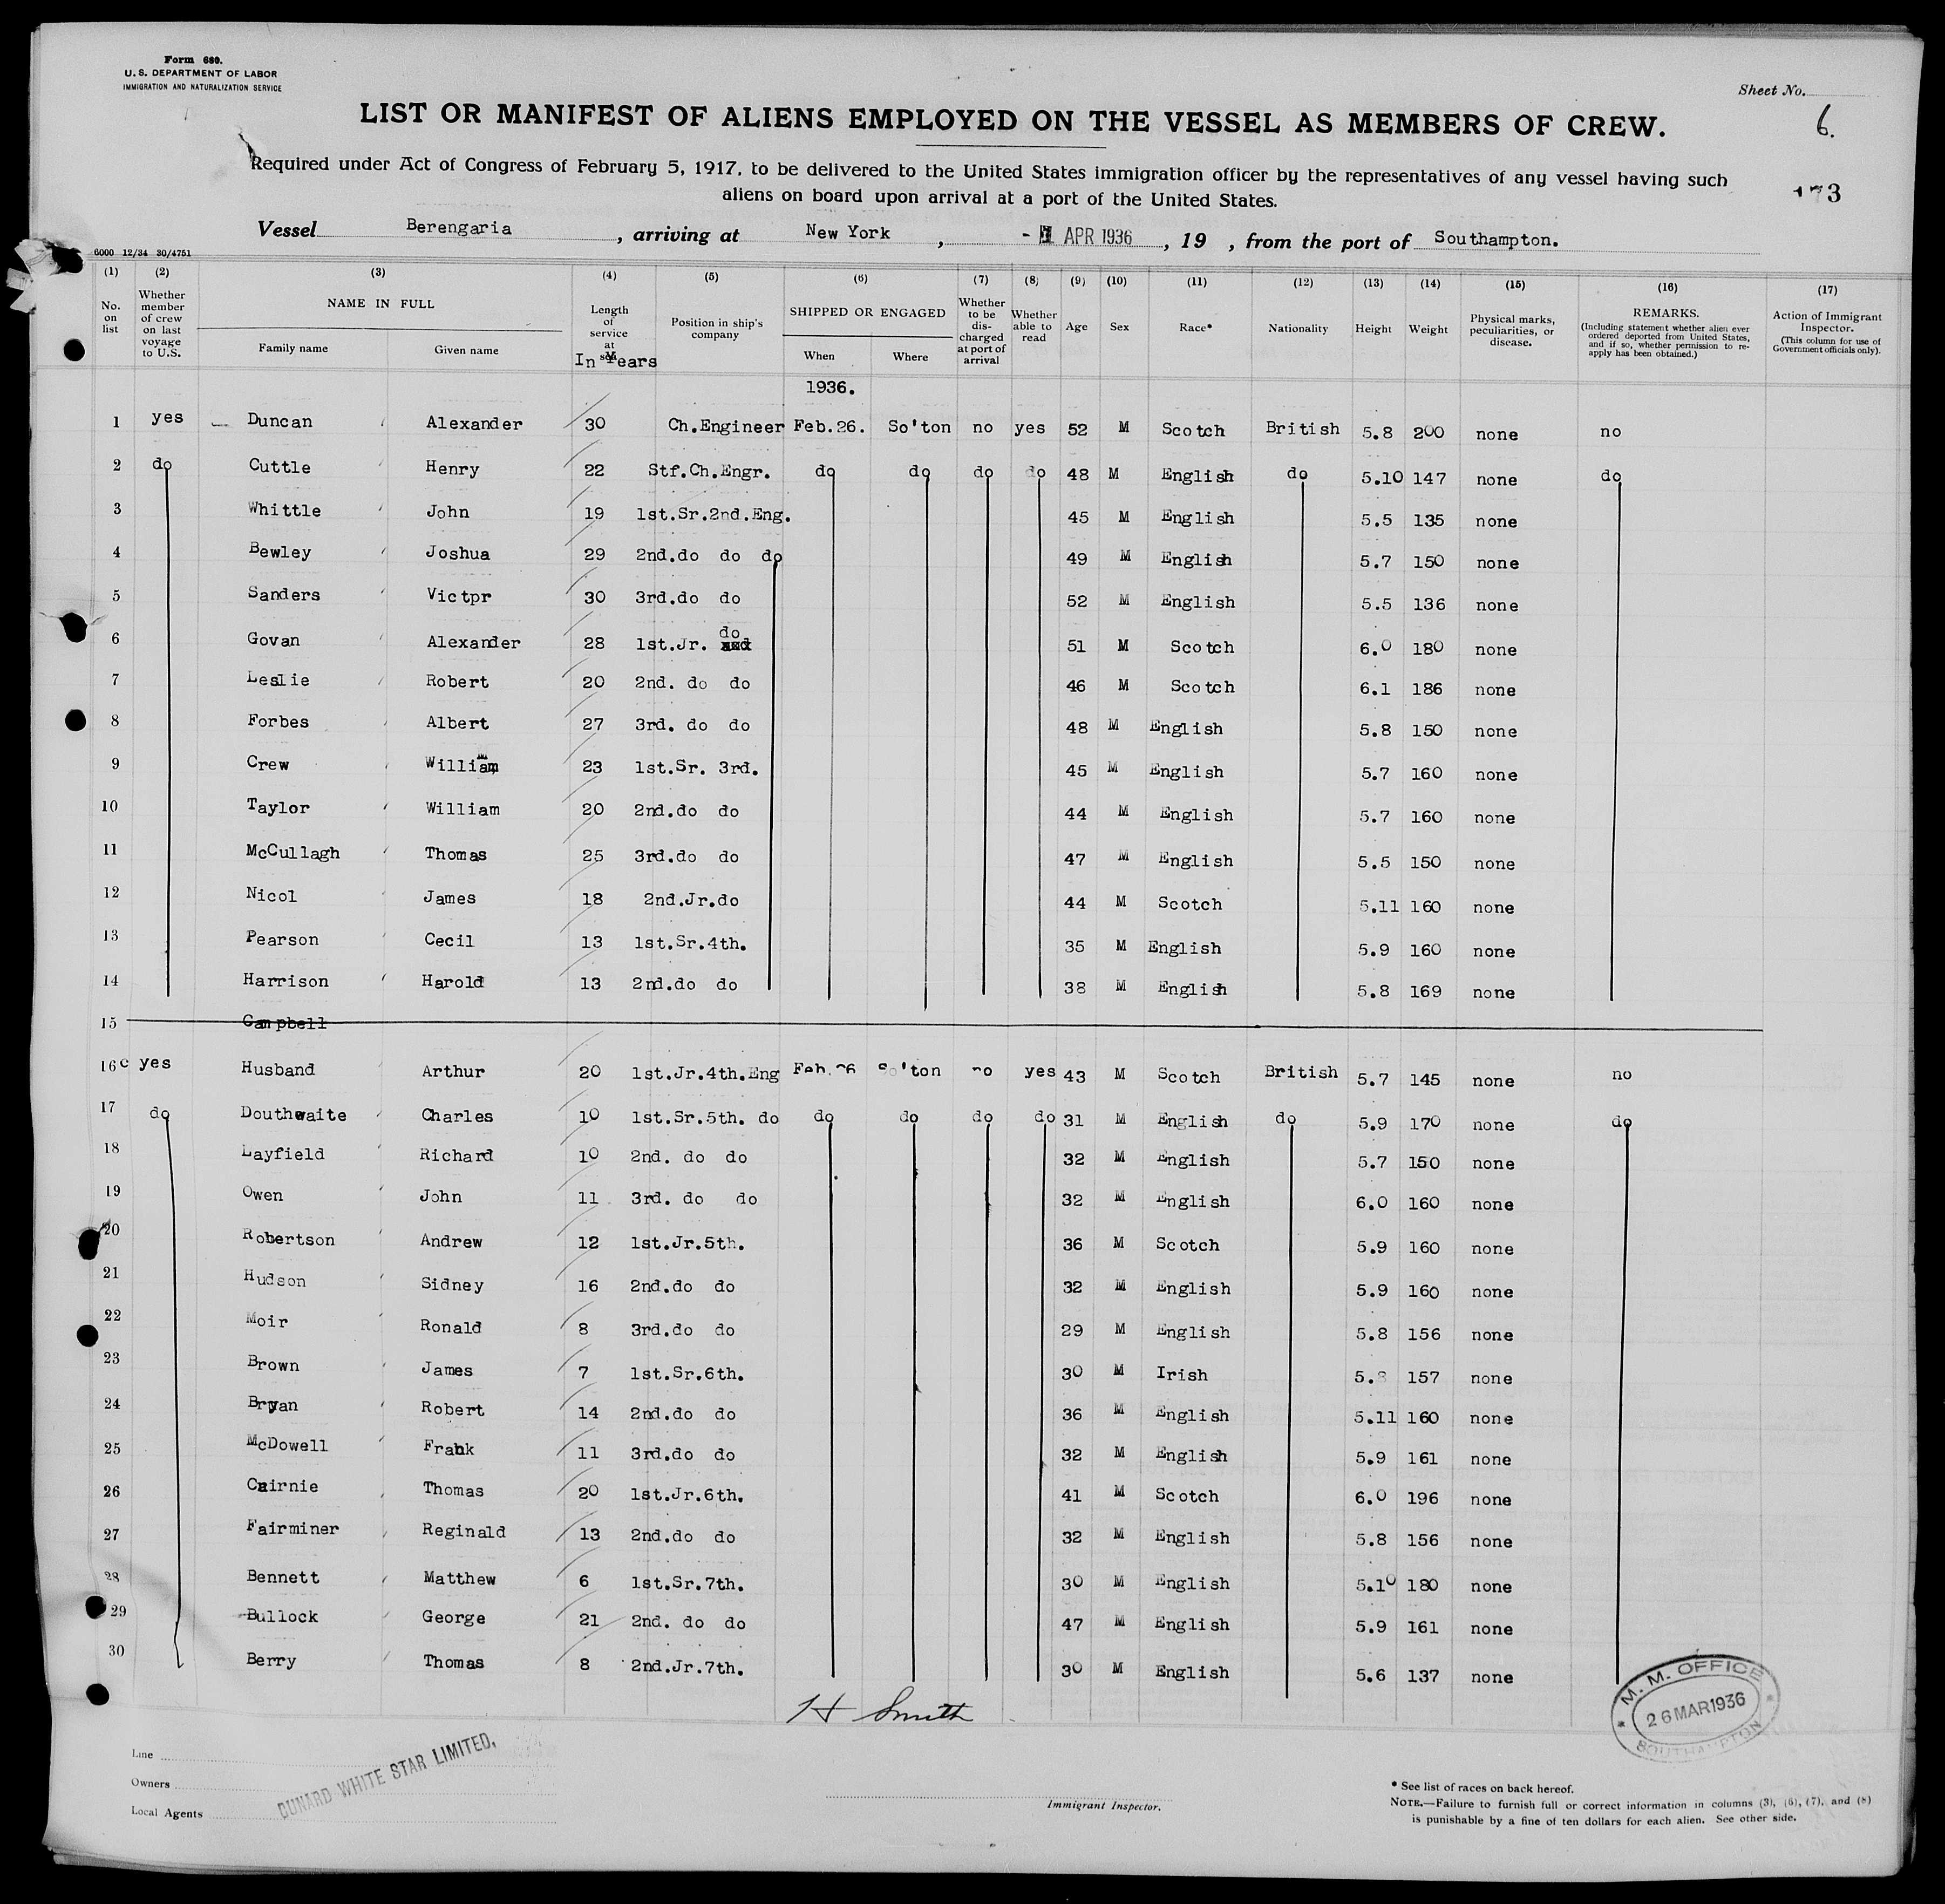 Form 680.
U. S. DEPARTMENT OF LABOR
IMMIGRATION AND NATURALIZATION SERVICE
Sheet No.
6.
LIST OR MANIFEST OF ALIENS EMPLOYED ON THE VESSEL AS MEMBERS OF CREW.
Required under Act of Congress of February 5, 1917, to be delivered to the United States immigration officer by the representatives of any vessel having such
aliens on board upon arrival at a port of the United States.
173
Vessel Berengaria, arriving at New York, - 1 APR 1936, 19 , from the port of Southampton.
6000 12/34 30/4751
(1) (2) (3) (4) (5) (6) (7) (8) (9) (10) (11) (12) (13) (14) (15) (16) (17)
No. on list
Whether member of crew on last voyage to U.S.
NAME IN FULL
Family name
Given name
Length of service at sea
In Years
Position in ship's company
SHIPPED OR ENGAGED
When
Where
Whether to be discharged at port of arrival
Whether able to read
Age
Sex
Race*
Nationality
Height
Weight
Physical marks, peculiarities, or disease.
REMARKS.
(Including statement whether alien ever ordered deported from United States, and if so, whether permission to re-apply has been obtained.)
Action of Immigrant Inspector.
(This column for use of Government officials only).
1936.
1 yes Duncan Alexander 30 Ch.Engineer Feb.26. So'ton no yes 52 M Scotch British 5.8 200 none no
2 do Cuttle Henry 22 Stf.Ch.Engr. do do do do 48 M English do 5.10 147 none do
3 Whittle John 19 1st.Sr.2nd.Eng. 45 M English 5.5 135 none
4 Bewley Joshua 29 2nd.do do do 49 M English 5.7 150 none
5 Sanders Victpr 30 3rd.do do 52 M English 5.5 136 none
6 Govan Alexander 28 1st.Jr. do 51 M Scotch 6.0 180 none
7 Leslie Robert 20 2nd. do do 46 M Scotch 6.1 186 none
8 Forbes Albert 27 3rd. do do 48 M English 5.8 150 none
9 Crew William 23 1st.Sr. 3rd. 45 M English 5.7 160 none
10 Taylor William 20 2nd.do do 44 M English 5.7 160 none
11 McCullagh Thomas 25 3rd.do do 47 M English 5.5 150 none
12 Nicol James 18 2nd.Jr.do 44 M Scotch 5.11 160 none
13 Pearson Cecil 13 1st.Sr.4th. 35 M English 5.9 160 none
14 Harrison Harold 13 2nd.do do 38 M English 5.8 169 none
15 Campbell
16 c yes Husband Arthur 20 1st.Jr.4th.Eng Feb.26 So'ton no yes 43 M Scotch British 5.7 145 none no
17 do Douthwaite Charles 10 1st.Sr.5th. do do do do do 31 M English do 5.9 170 none do
18 Layfield Richard 10 2nd. do do 32 M English 5.7 150 none
19 Owen John 11 3rd. do do 32 M English 6.0 160 none
20 Robertson Andrew 12 1st.Jr.5th. 36 M Scotch 5.9 160 none
21 Hudson Sidney 16 2nd.do do 32 M English 5.9 160 none
22 Moir Ronald 8 3rd.do do 29 M English 5.8 156 none
23 Brown James 7 1st.Sr.6th. 30 M Irish 5.8 157 none
24 Bryan Robert 14 2nd.do do 36 M English 5.11 160 none
25 McDowell Frank 11 3rd.do do 32 M English 5.9 161 none
26 Cairnie Thomas 20 1st.Jr.6th. 41 M Scotch 6.0 196 none
27 Fairminer Reginald 13 2nd.do do 32 M English 5.8 156 none
28 Bennett Matthew 6 1st.Sr.7th. 30 M English 5.10 180 none
29 Bullock George 21 2nd. do do 47 M English 5.9 161 none
30 Berry Thomas 8 2nd.Jr.7th. 30 M English 5.6 137 none
H Smith
M. M. OFFICE
26 MAR 1936
SOUTHAMPTON
Line
Owners
Local Agents
CUNARD WHITE STAR LIMITED,
Immigrant Inspector.
* See list of races on back hereof.
NOTE.—Failure to furnish full or correct information in columns (3), (6), (7), and (8)
is punishable by a fine of ten dollars for each alien. See other side.